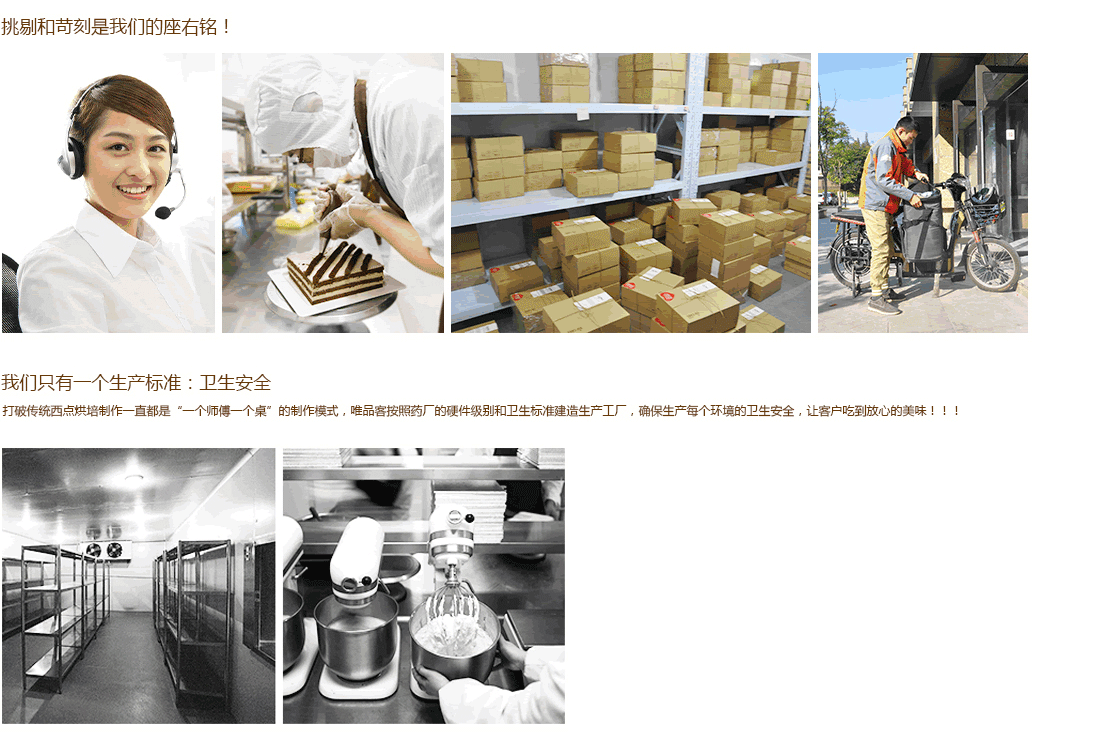 挑剔和苛刻是我们的座右铭！
我们只有一个生产标准：卫生安全
打破传统西点烘培制作一直都是“一个师傅一个桌”的制作模式，唯品客按照药厂的硬件级别和卫生标准建造生产工厂，确保生产每个环境的卫生安全，让客户吃到放心的美味！！！